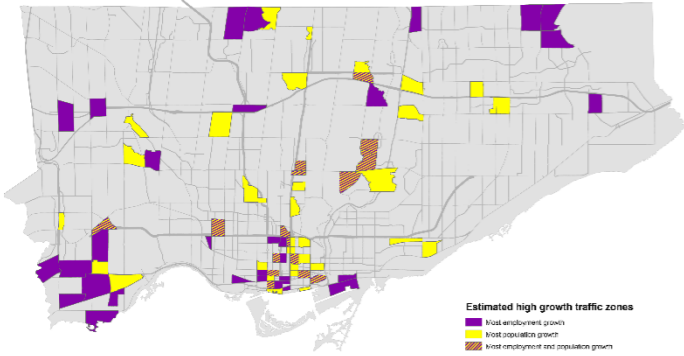 Estimated high growth traffic zones
Most employment growth
Most population growth
Most employment and population growth